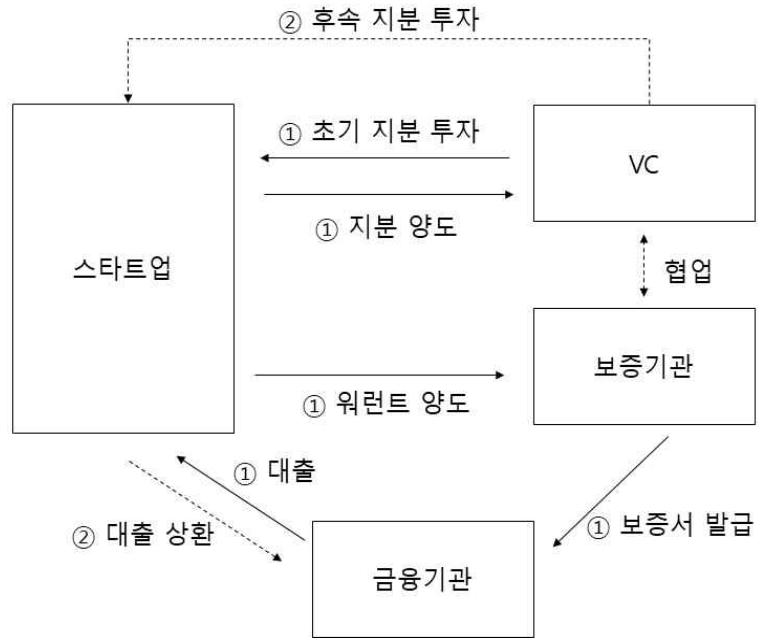 ② 후속 지분 투자
① 초기 지분 투자
VC
① 지분 양도
스타트업
협업
보증기관
① 워런트 양도
① 대출
② 대출 상환
① 보증서 발급
금융기관